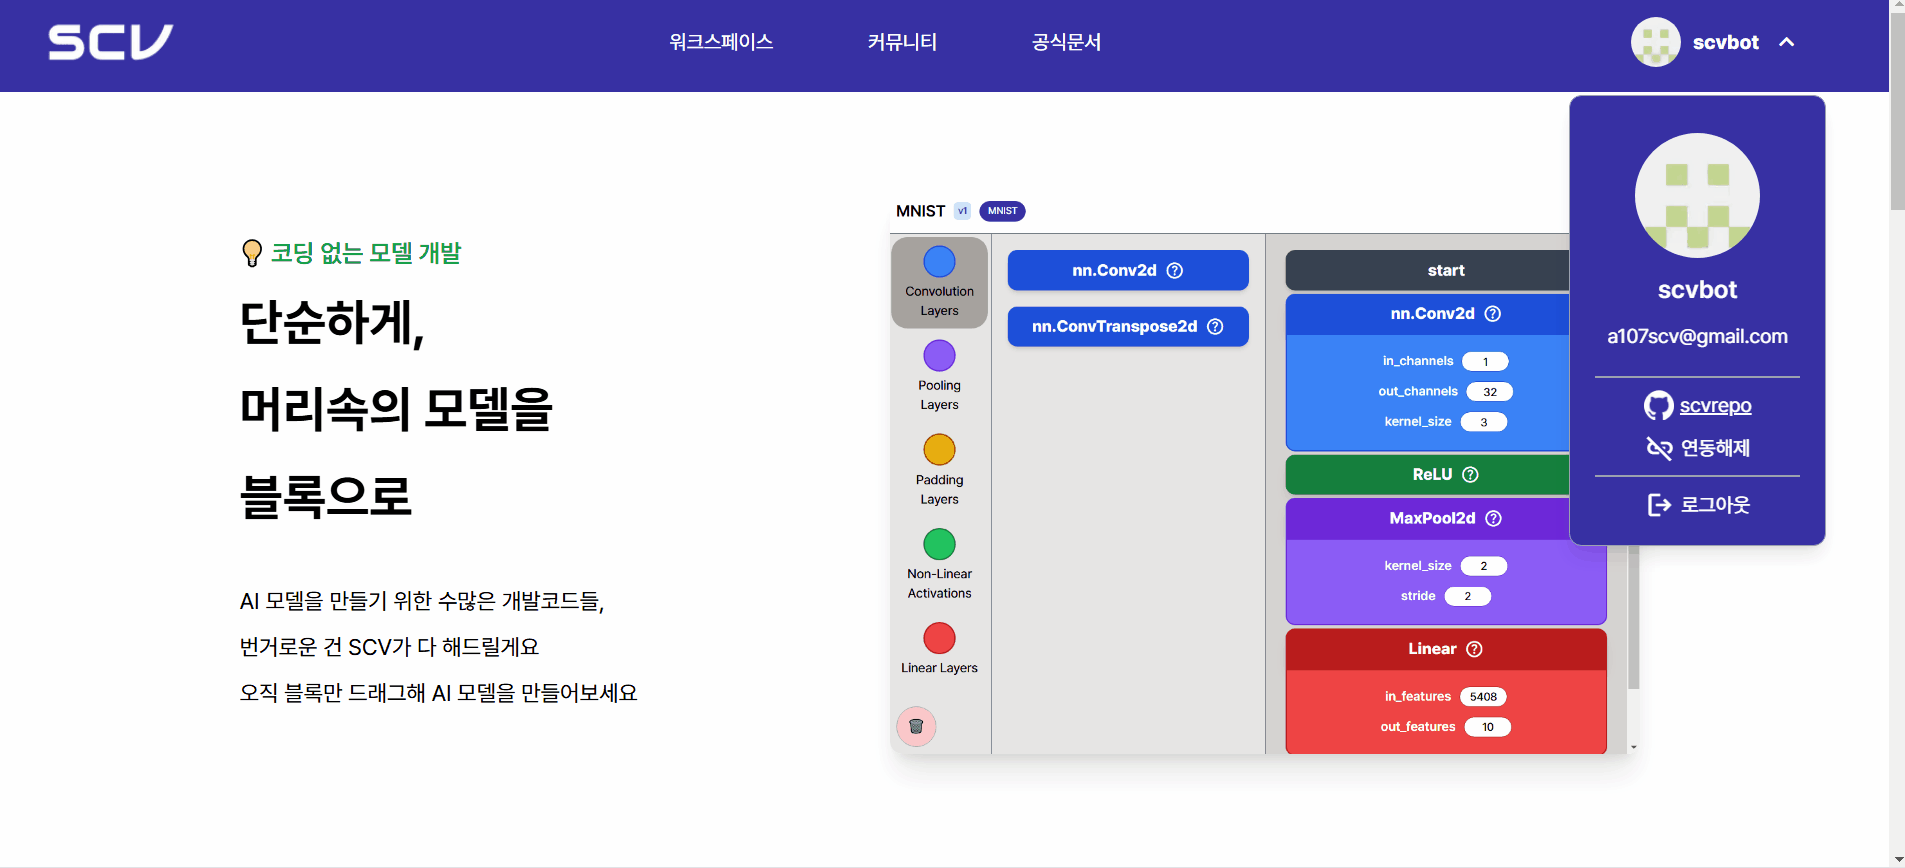 SCV
워크스페이스
커뮤니티
공식문서
scvbot
scvbot
a107scv@gmail.com
scvrepo
연동해제
로그아웃
코딩 없는 모델 개발
단순하게,
머리속의 모델을
블록으로
AI 모델을 만들기 위한 수많은 개발코드들,
번거로운 건 SCV가 다 해드릴게요
오직 블록만 드래그해 AI 모델을 만들어보세요
MNIST v1 MNIST
Convolution
Layers
Pooling
Layers
Padding
Layers
Non-Linear
Activations
Linear Layers
nn.Conv2d ?
nn.ConvTranspose2d ?
start
nn.Conv2d ?
in_channels 1
out_channels 32
kernel_size 3
ReLU ?
MaxPool2d ?
kernel_size 2
stride 2
Linear ?
in_features 5408
out_features 10